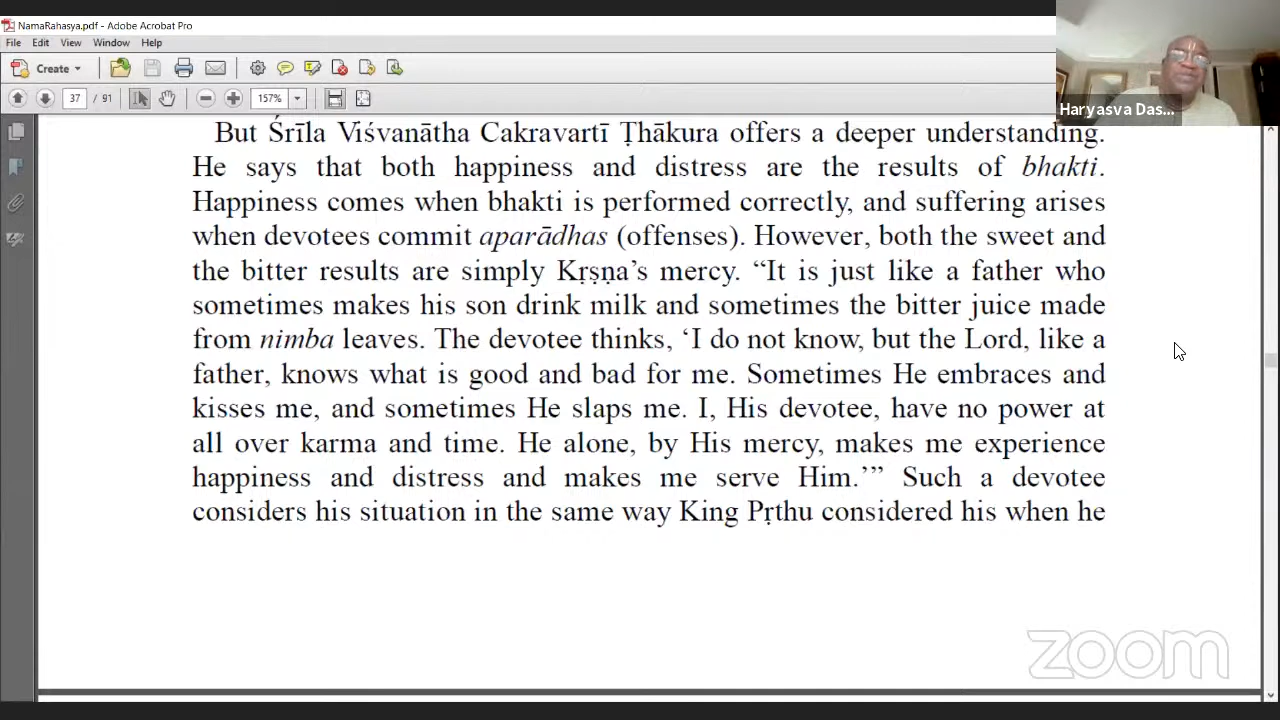 NamaRahasya.pdf - Adobe Acrobat Pro
File Edit View Window Help
Create
37 / 91 157%
Haryasva Das...
But Śrīla Viśvanātha Cakravartī Ṭhākura offers a deeper understanding.
He says that both happiness and distress are the results of bhakti.
Happiness comes when bhakti is performed correctly, and suffering arises
when devotees commit aparādhas (offenses). However, both the sweet and
the bitter results are simply Kṛṣṇa’s mercy. “It is just like a father who
sometimes makes his son drink milk and sometimes the bitter juice made
from nimba leaves. The devotee thinks, ‘I do not know, but the Lord, like a
father, knows what is good and bad for me. Sometimes He embraces and
kisses me, and sometimes He slaps me. I, His devotee, have no power at
all over karma and time. He alone, by His mercy, makes me experience
happiness and distress and makes me serve Him.’” Such a devotee
considers his situation in the same way King Pṛthu considered his when he
zoom